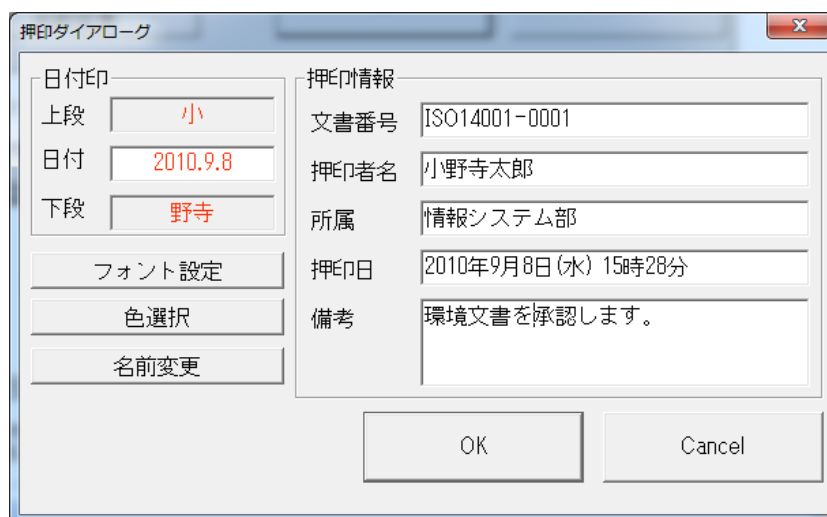 押印ダイアローグ
日付印
上段 小
日付 2010.9.8
下段 野寺
フォント設定
色選択
名前変更
押印情報
文書番号 ISO14001-0001
押印者名 小野寺太郎
所属 情報システム部
押印日 2010年9月8日(水) 15時28分
備考 環境文書を承認します。
OK
Cancel